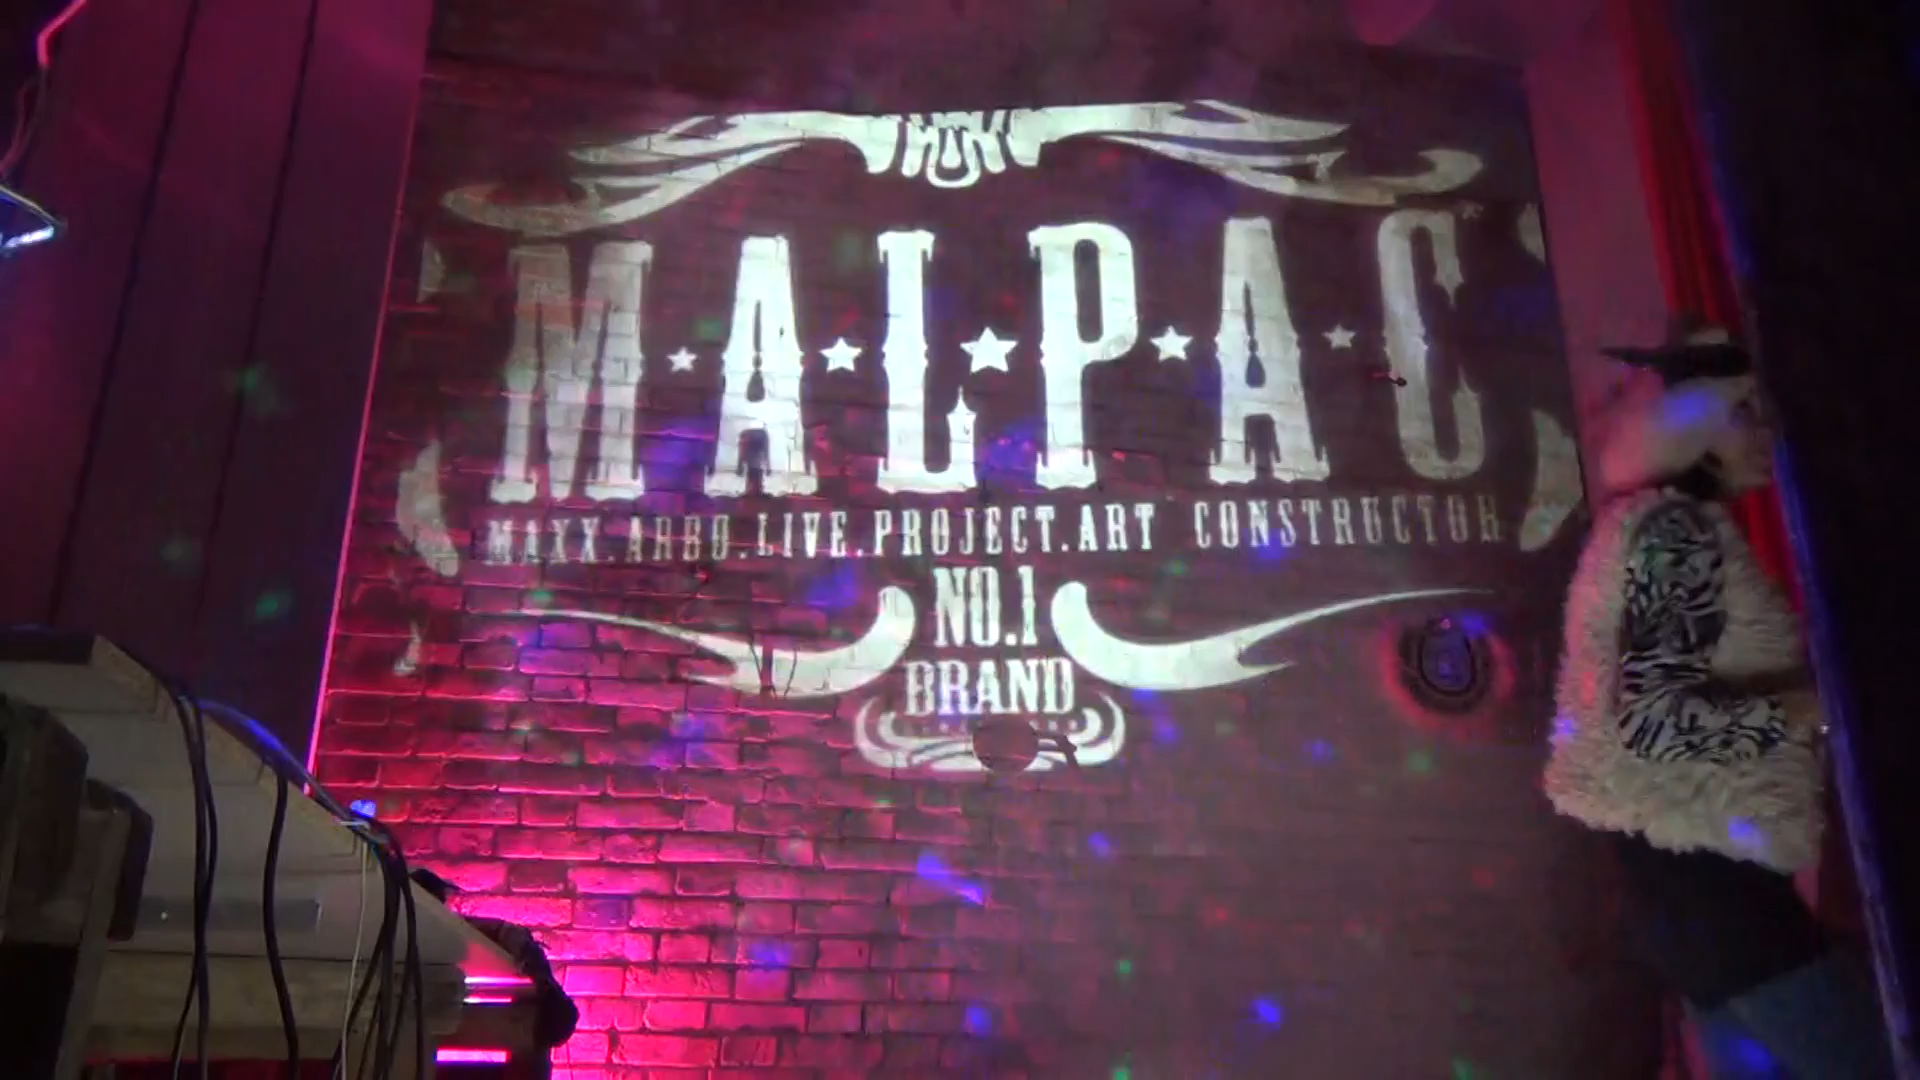 M★A★L★P★A★C
MAXX.ARBO.LIVE.PROJECT.ART CONSTRUCTOR
NO.1
BRAND